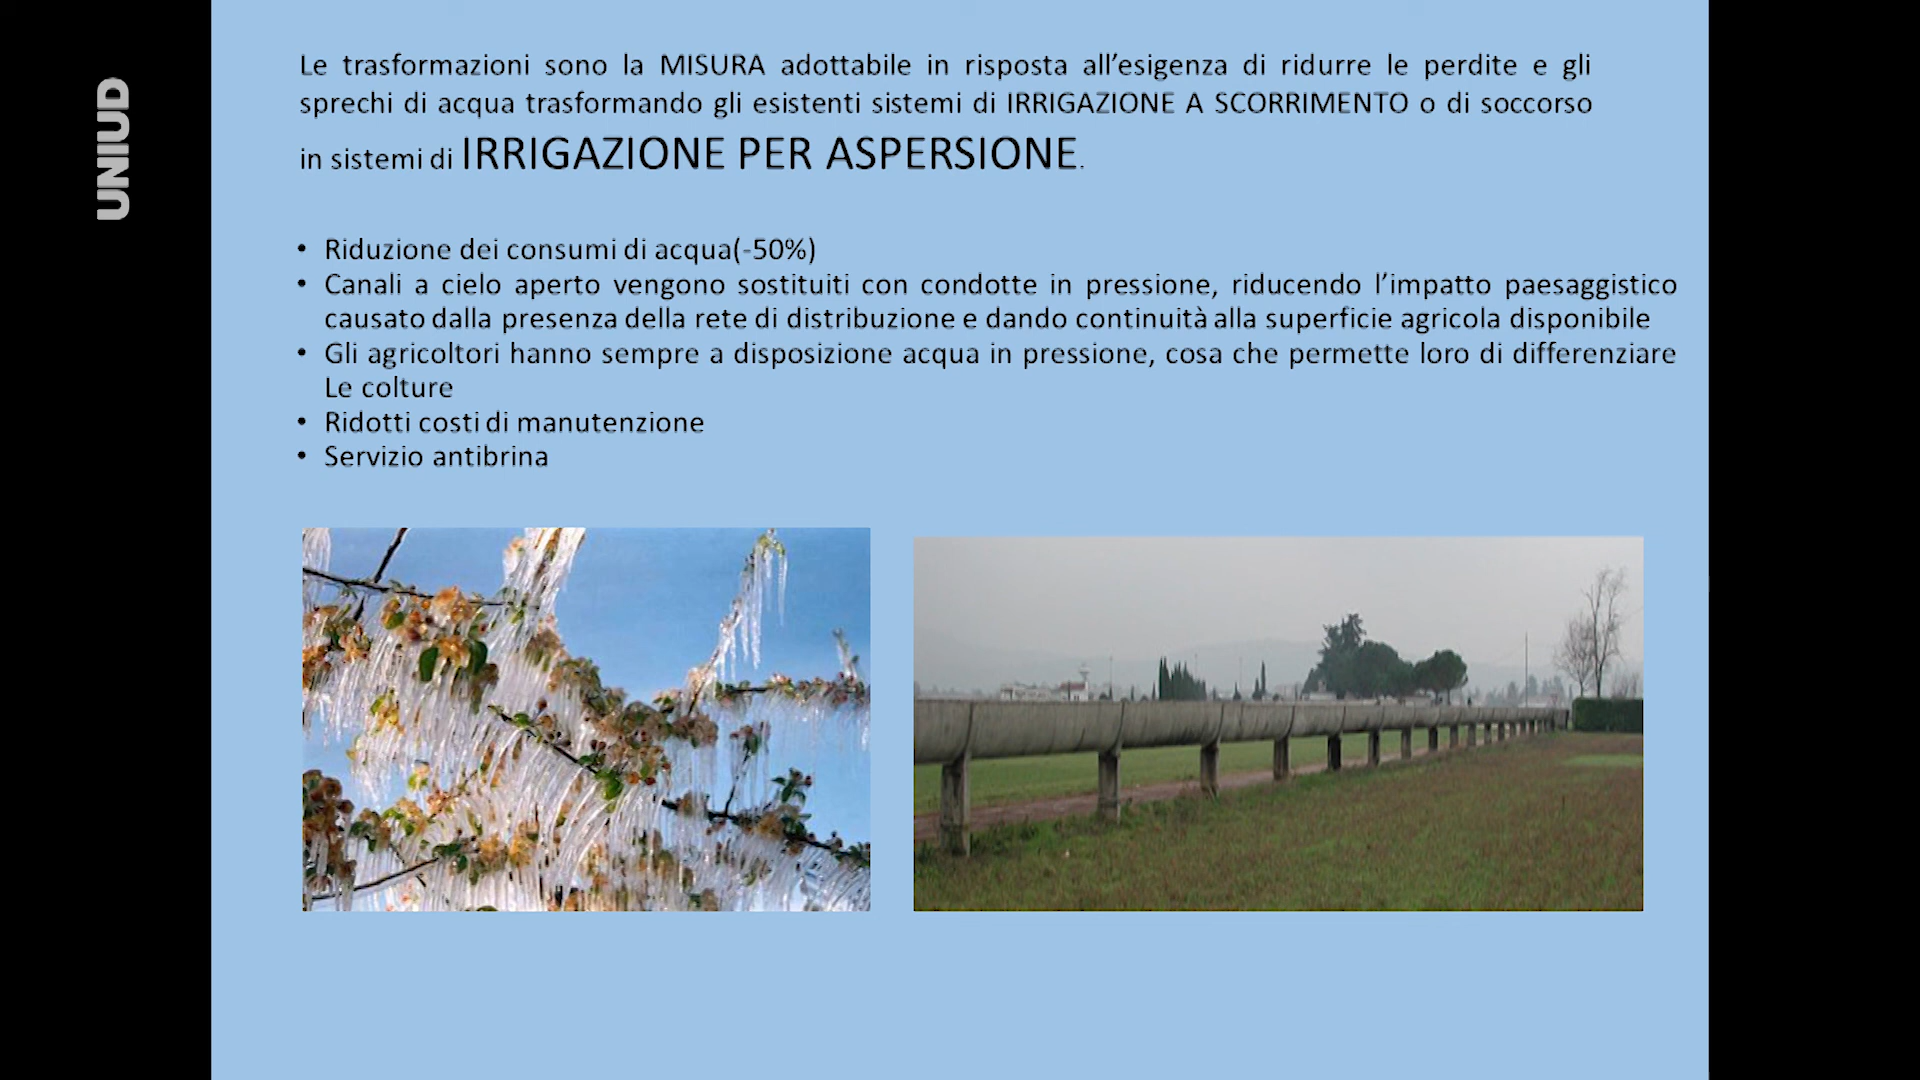 UNIUD
Le trasformazioni sono la MISURA adottabile in risposta all’esigenza di ridurre le perdite e gli
sprechi di acqua trasformando gli esistenti sistemi di IRRIGAZIONE A SCORRIMENTO o di soccorso
in sistemi di IRRIGAZIONE PER ASPERSIONE.
• Riduzione dei consumi di acqua(-50%)
• Canali a cielo aperto vengono sostituiti con condotte in pressione, riducendo l’impatto paesaggistico
causato dalla presenza della rete di distribuzione e dando continuità alla superficie agricola disponibile
• Gli agricoltori hanno sempre a disposizione acqua in pressione, cosa che permette loro di differenziare
Le colture
• Ridotti costi di manutenzione
• Servizio antibrina